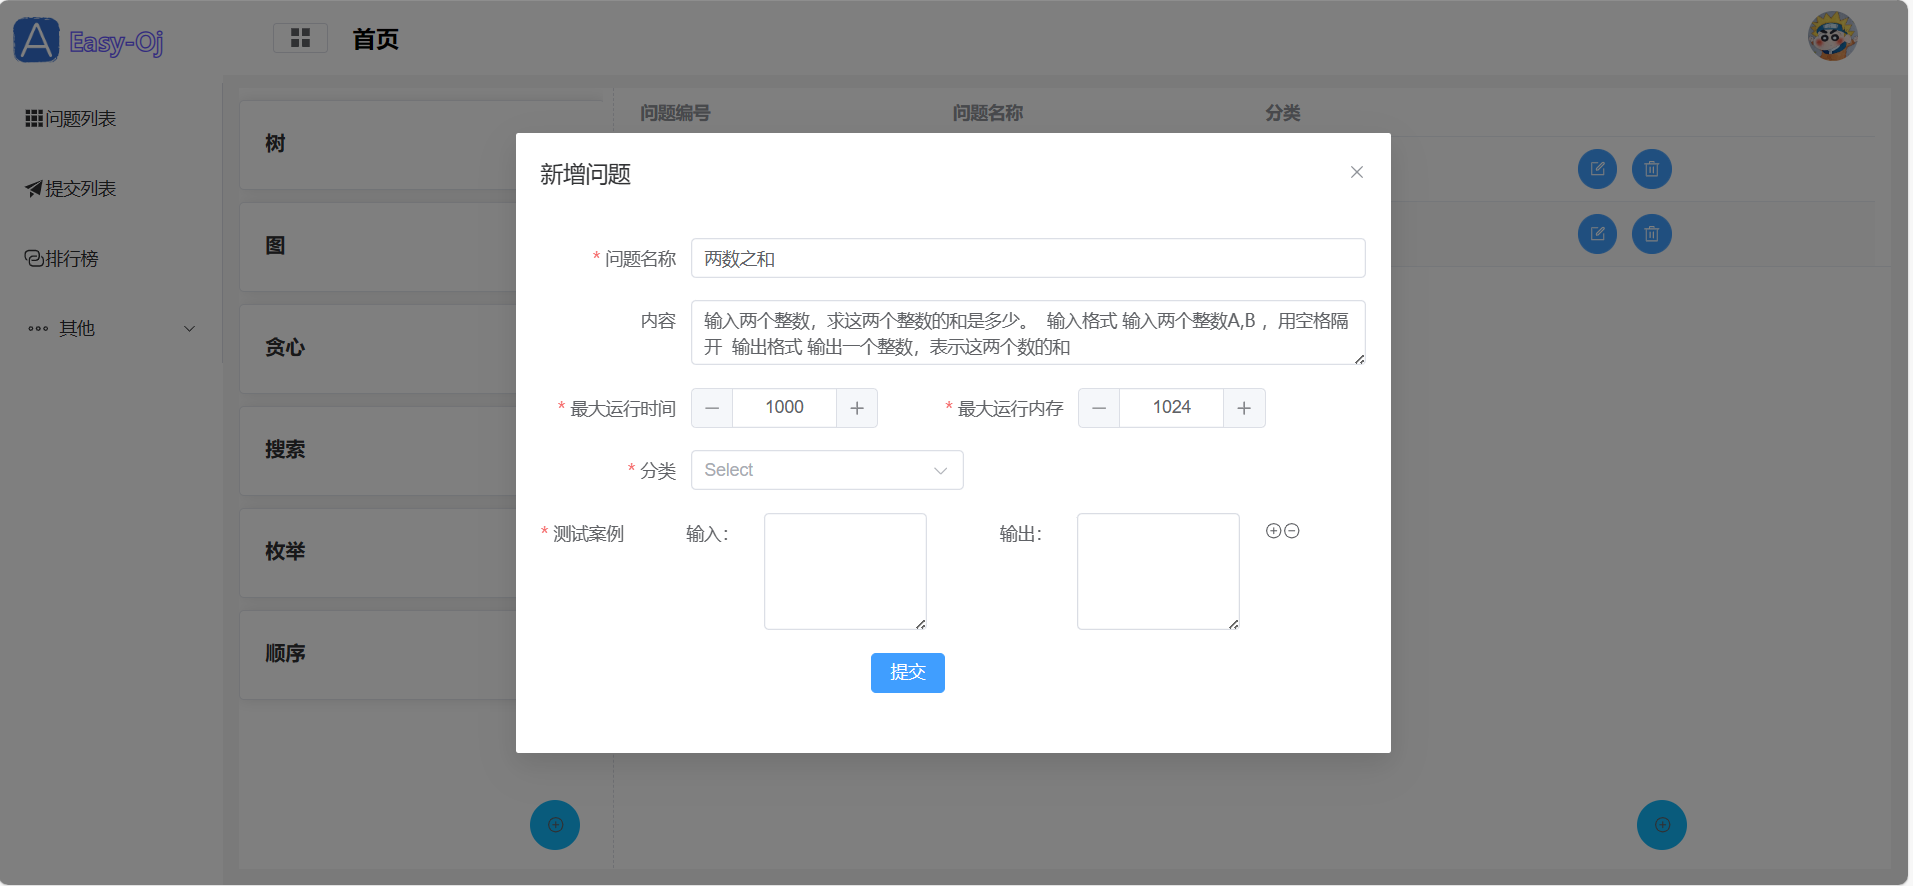 Easy-Oj
首页
问题列表
提交列表
排行榜
其他
树
图
贪心
搜索
枚举
顺序
问题编号 问题名称 分类
新增问题
* 问题名称 两数之和
内容 输入两个整数，求这两个整数的和是多少。 输入格式 输入两个整数A,B ，用空格隔
开 输出格式 输出一个整数，表示这两个数的和
* 最大运行时间 1000 * 最大运行内存 1024
* 分类 Select
* 测试案例 输入： 输出：
提交